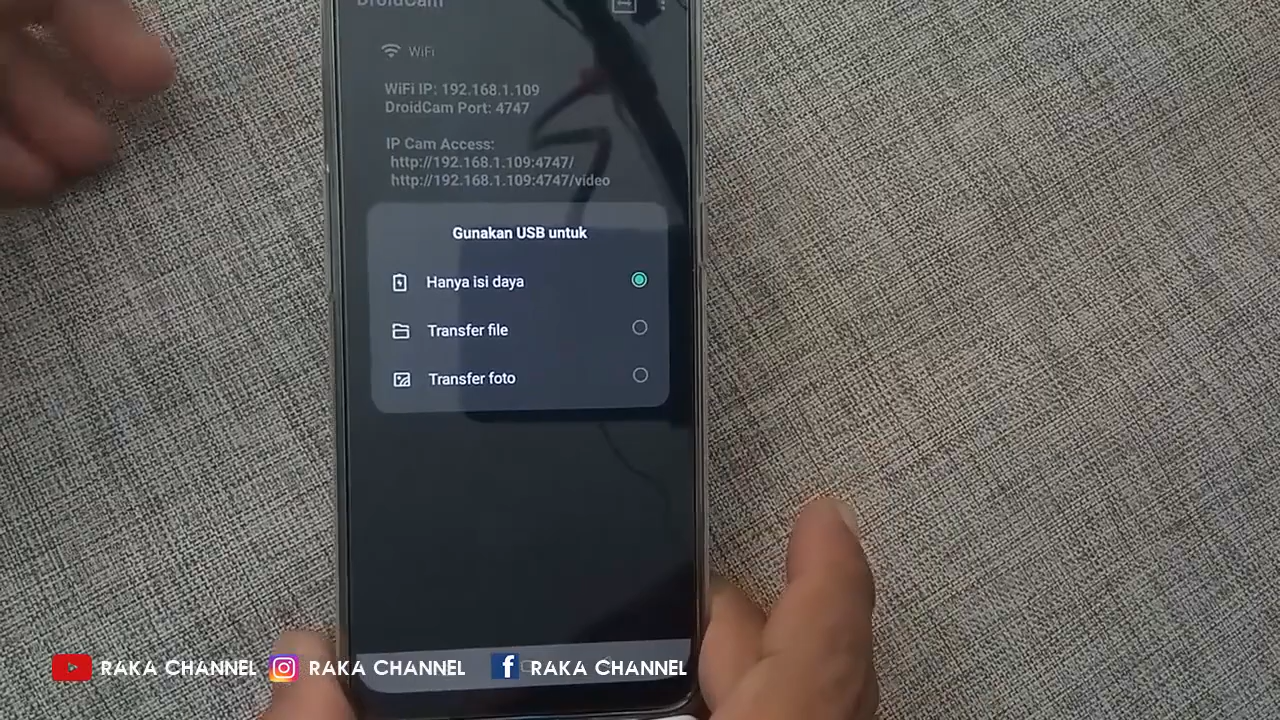 DroidCam
WiFi
WiFi IP: 192.168.1.109
DroidCam Port: 4747
IP Cam Access:
http://192.168.1.109:4747/
http://192.168.1.109:4747/video
Gunakan USB untuk
Hanya isi daya
Transfer file
Transfer foto
RAKA CHANNEL RAKA CHANNEL RAKA CHANNEL